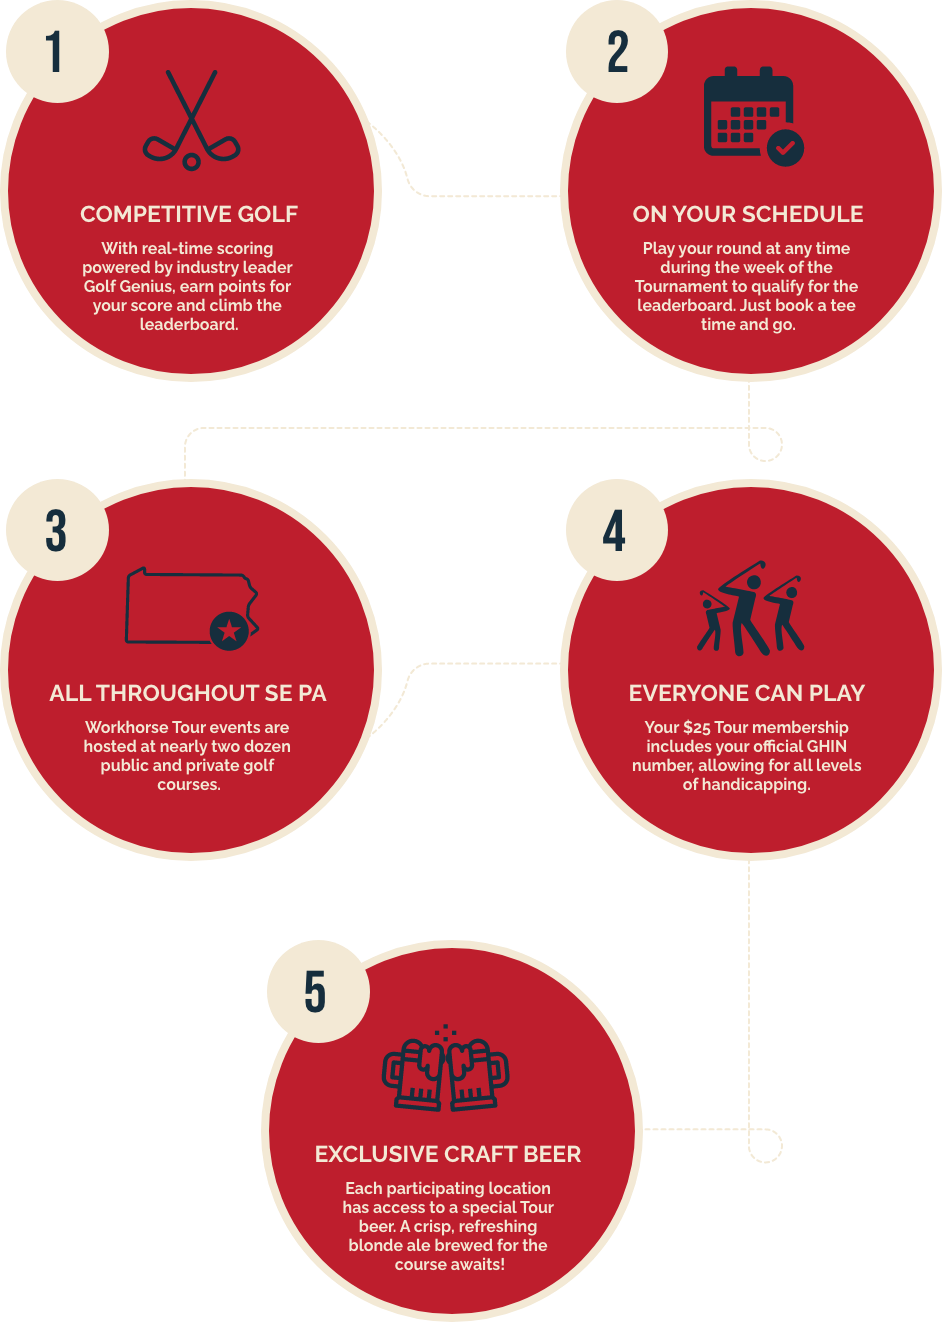 1
COMPETITIVE GOLF
With real-time scoring
powered by industry leader
Golf Genius, earn points for
your score and climb the
leaderboard.
2
ON YOUR SCHEDULE
Play your round at any time
during the week of the
Tournament to qualify for the
leaderboard. Just book a tee
time and go.
3
ALL THROUGHOUT SE PA
Workhorse Tour events are
hosted at nearly two dozen
public and private golf
courses.
4
EVERYONE CAN PLAY
Your $25 Tour membership
includes your official GHIN
number, allowing for all levels
of handicapping.
5
EXCLUSIVE CRAFT BEER
Each participating location
has access to a special Tour
beer. A crisp, refreshing
blonde ale brewed for the
course awaits!